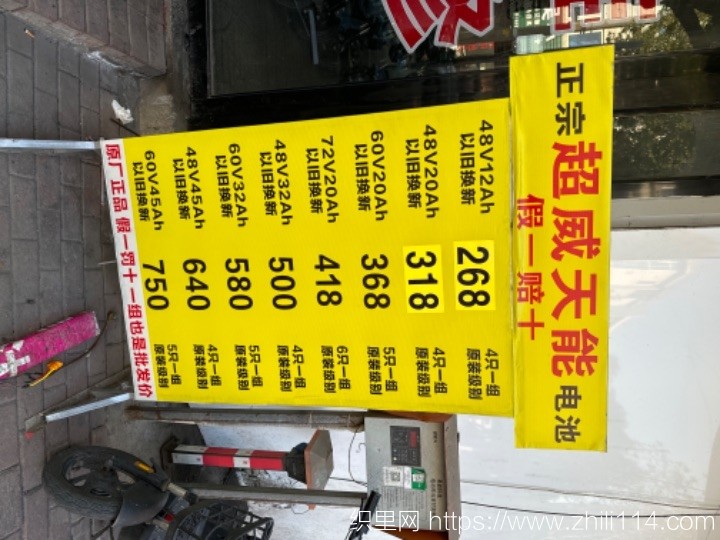 正宗超威天能电池
假一赔十
48V12Ah
以旧换新
268
4只一组
原装级别
48V20Ah
以旧换新
318
4只一组
原装级别
60V20Ah
以旧换新
368
5只一组
原装级别
72V20Ah
以旧换新
418
6只一组
原装级别
48V32Ah
以旧换新
500
4只一组
原装级别
60V32Ah
以旧换新
580
5只一组
原装级别
48V45Ah
以旧换新
640
4只一组
原装级别
60V45Ah
以旧换新
750
5只一组
原装级别
原厂正品 假一罚十 一组也是批发价
织里网 https://www.zhili114.com